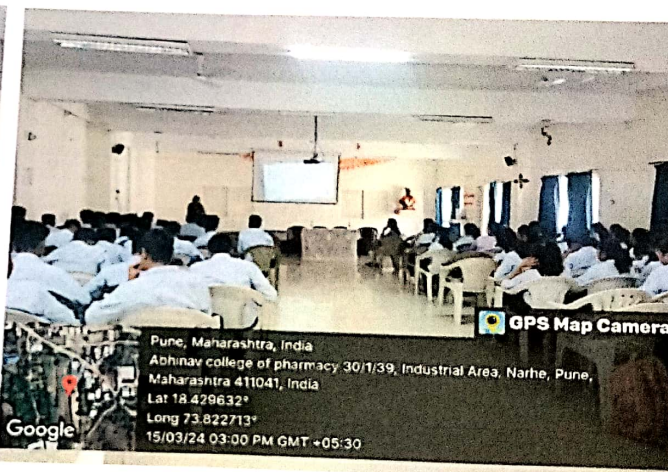 GPS Map Camera
Pune, Maharashtra, India
Abhinav college of pharmacy 30/1/39, Industrial Area, Narhe, Pune,
Maharashtra 411041, India
Lat 18.429632°
Long 73.822713°
15/03/24 03:00 PM GMT +05:30
Google